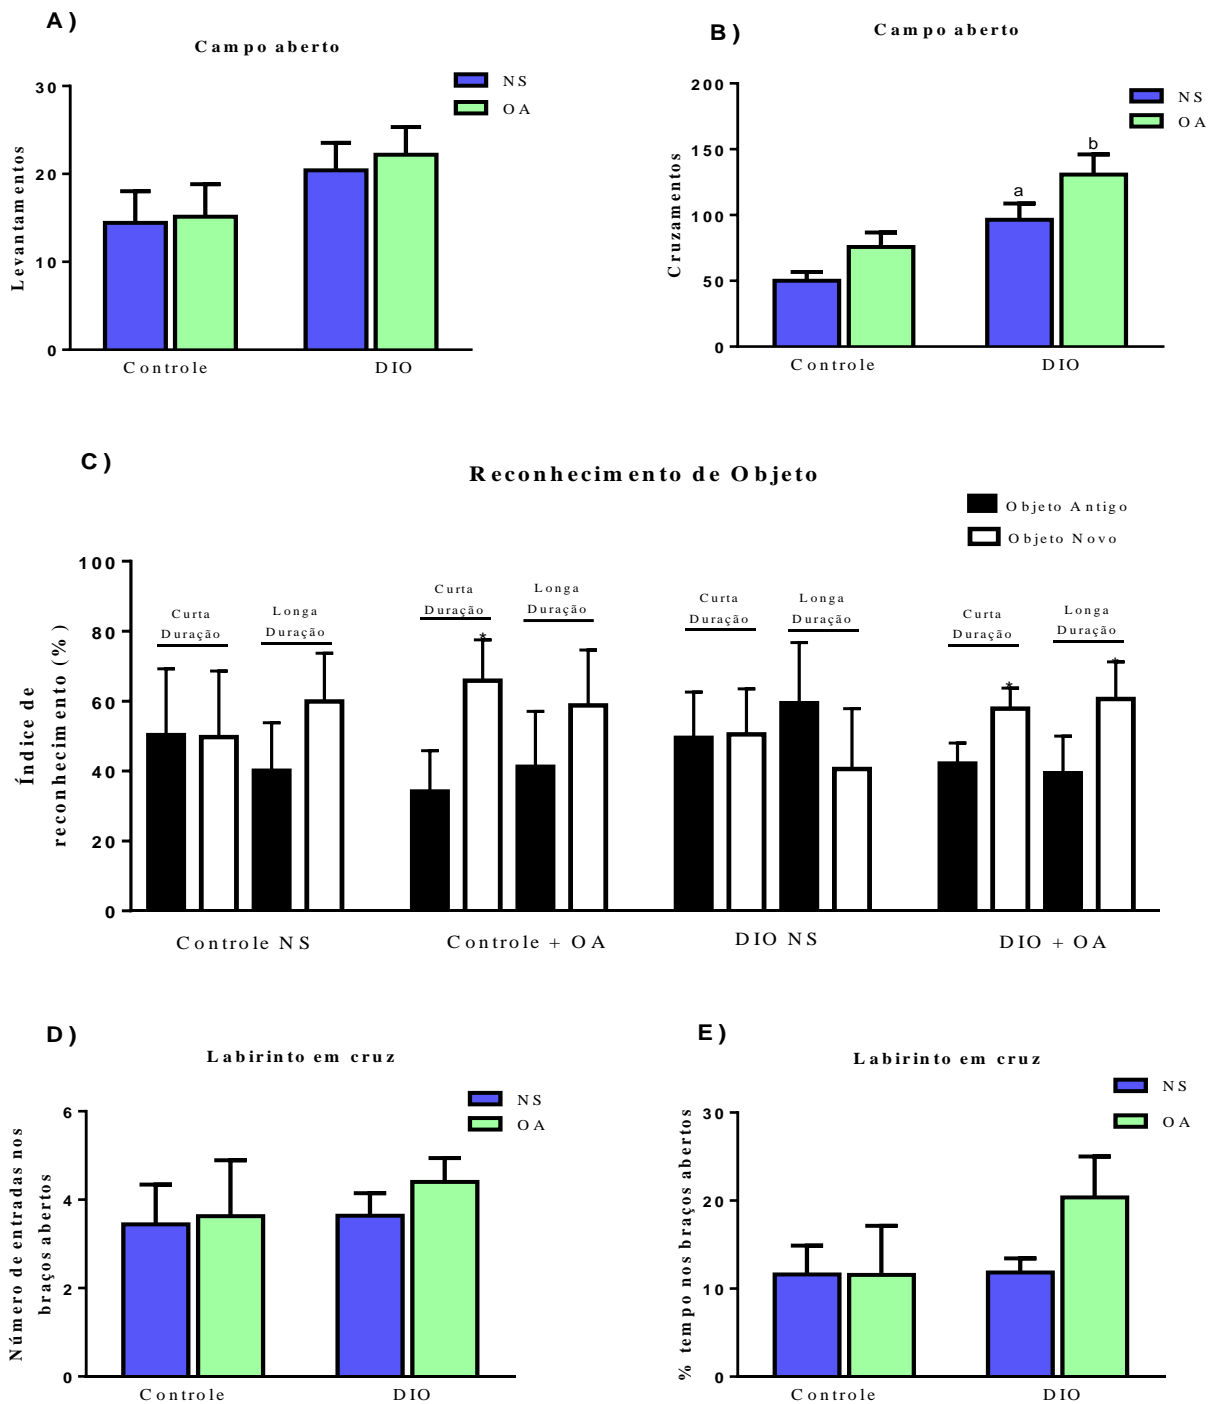 A)
Campo aberto
NS
OA
30
20
10
0
Levantamentos
Controle
DIO
B)
Campo aberto
NS
OA
200
150
100
50
0
Cruzamentos
a
b
Controle
DIO
C)
Reconhecimento de Objeto
Objeto Antigo
Objeto Novo
100
80
60
40
20
0
Índice de
reconhecimento (%)
Curta
Duração
Longa
Duração
Curta
Duração
*
Longa
Duração
Curta
Duração
Longa
Duração
Curta
Duração
*
Longa
Duração
*
Controle NS
Controle + OA
DIO NS
DIO + OA
D)
Labirinto em cruz
NS
OA
6
4
2
0
Número de entradas nos
braços abertos
Controle
DIO
E)
Labirinto em cruz
NS
OA
30
20
10
0
% tempo nos braços abertos
Controle
DIO